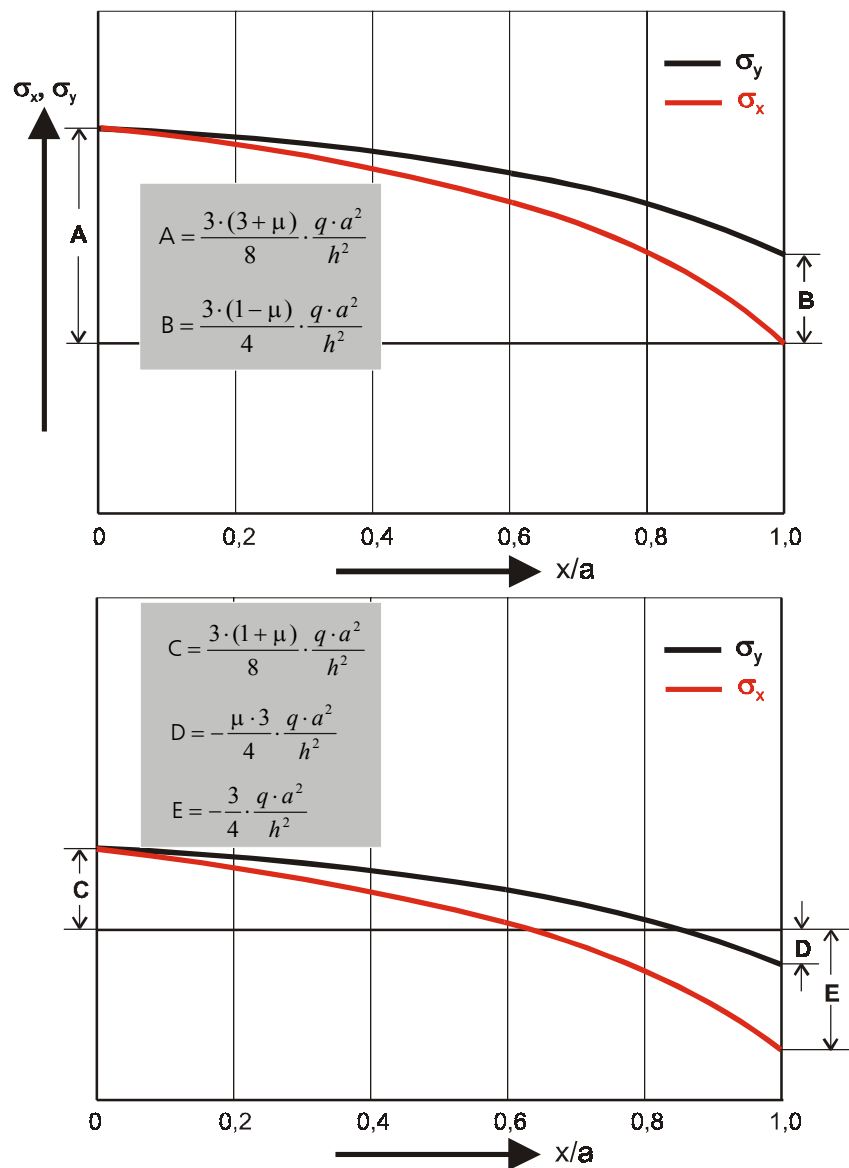 σy
σx
σx, σy
A
A = 3·(3+μ)/8 · q·a²/h²
B = 3·(1−μ)/4 · q·a²/h²
B
0 0,2 0,4 0,6 0,8 1,0
x/a
C = 3·(1+μ)/8 · q·a²/h²
D = −μ·3/4 · q·a²/h²
E = −3/4 · q·a²/h²
σy
σx
C
D
E
0 0,2 0,4 0,6 0,8 1,0
x/a